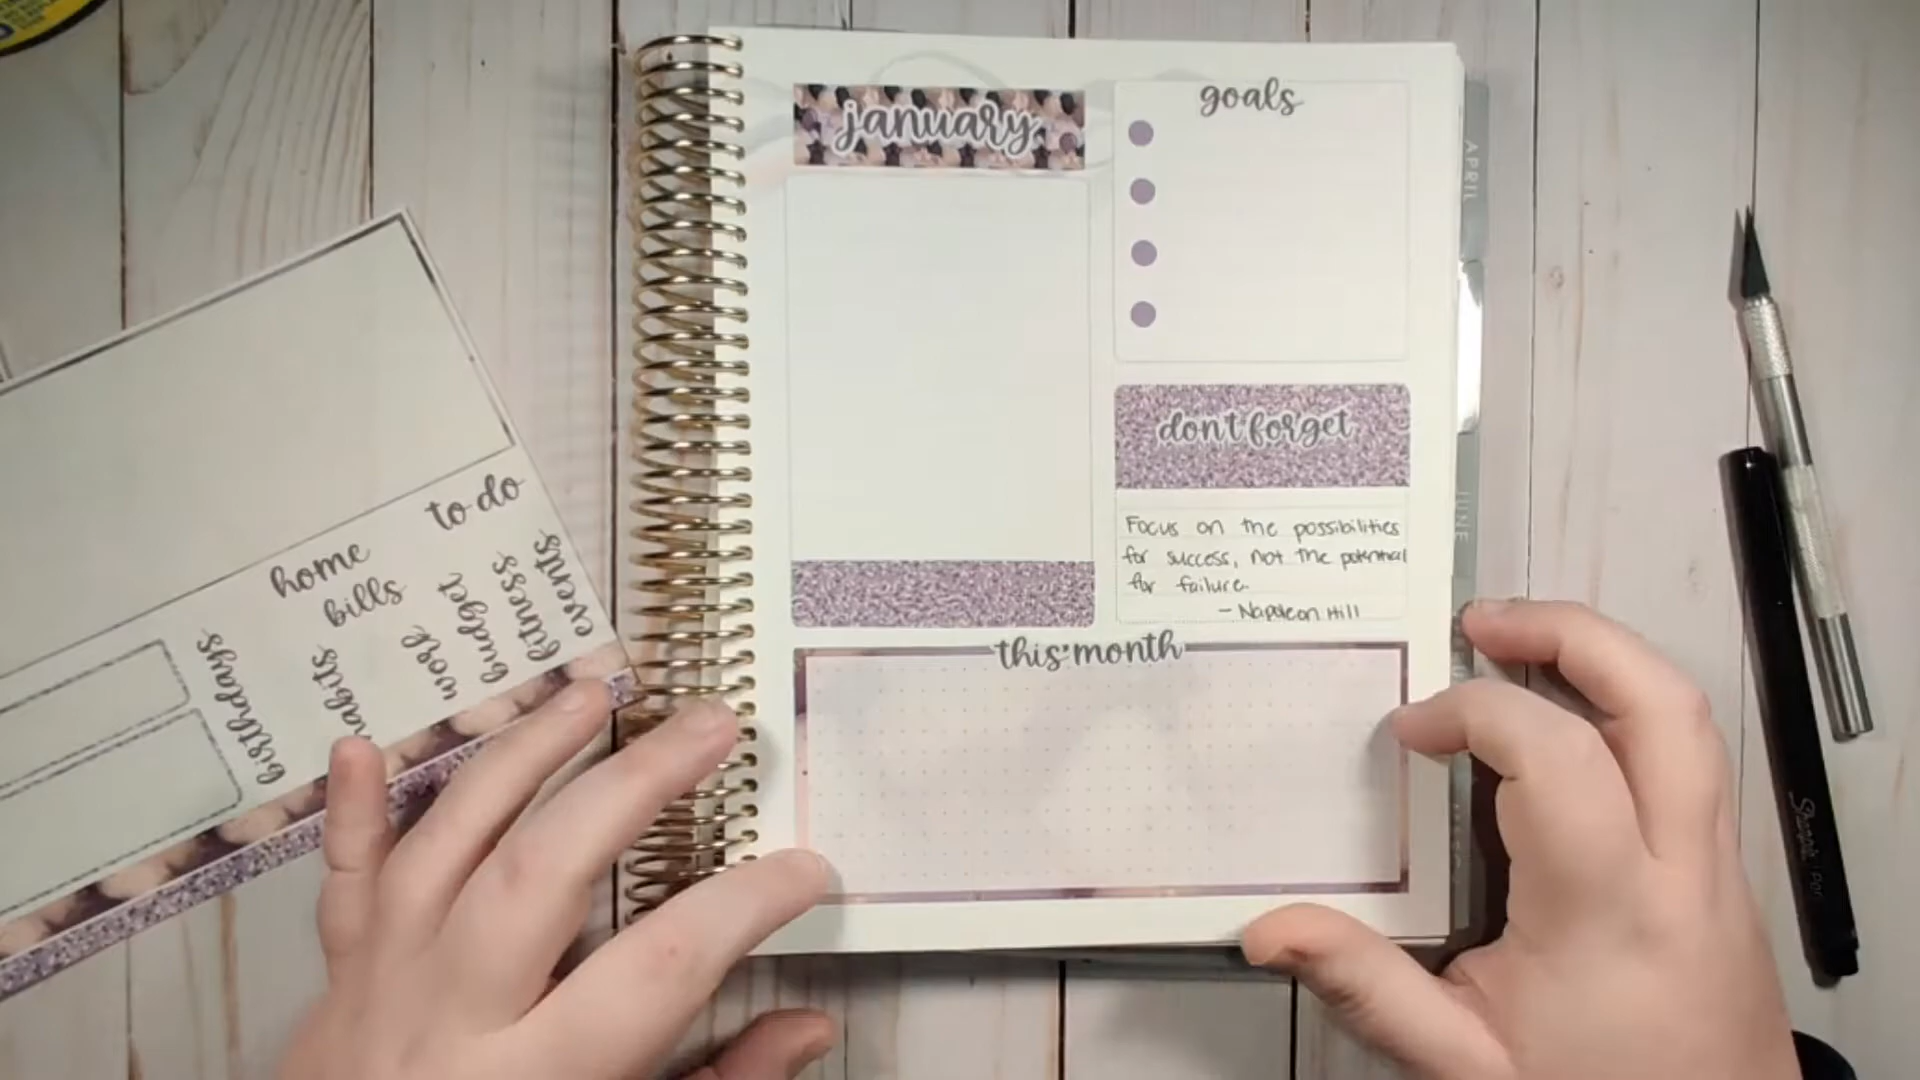 january
goals
don't forget
Focus on the possibilities
for success, not the potential
for failure.
- Napoleon Hill
this month
to do
home
bills
events
fitness
budget
work
habits
birthdays
APRIL
JUNE
Sharpie